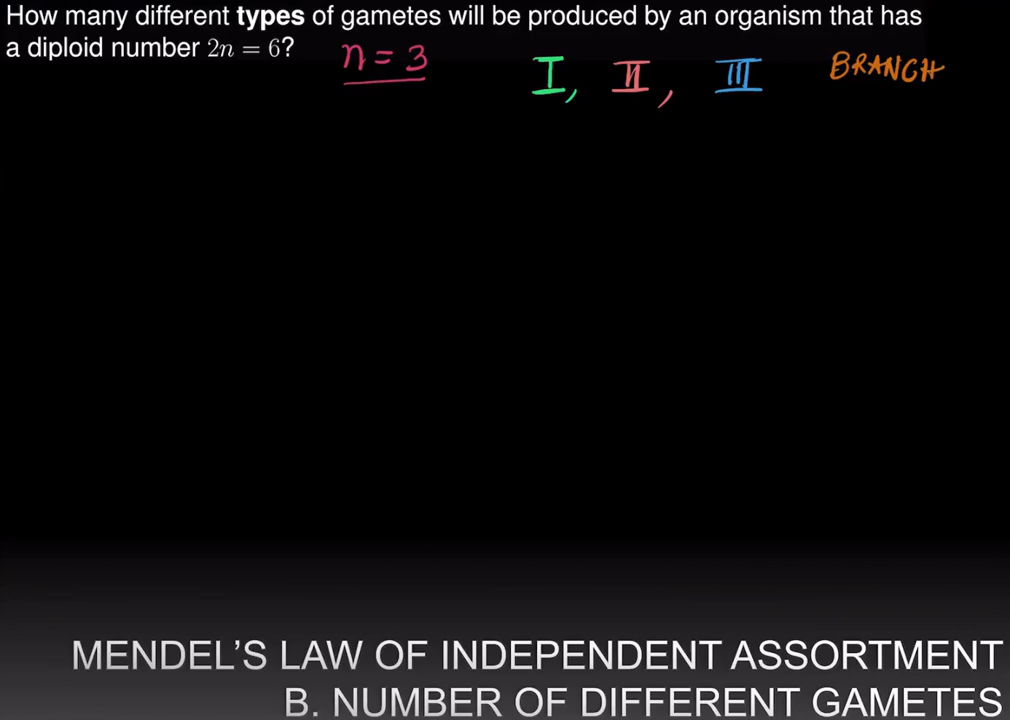 How many different types of gametes will be produced by an organism that has
a diploid number 2n = 6? n = 3 I, II, III BRANCH
MENDEL'S LAW OF INDEPENDENT ASSORTMENT
B. NUMBER OF DIFFERENT GAMETES